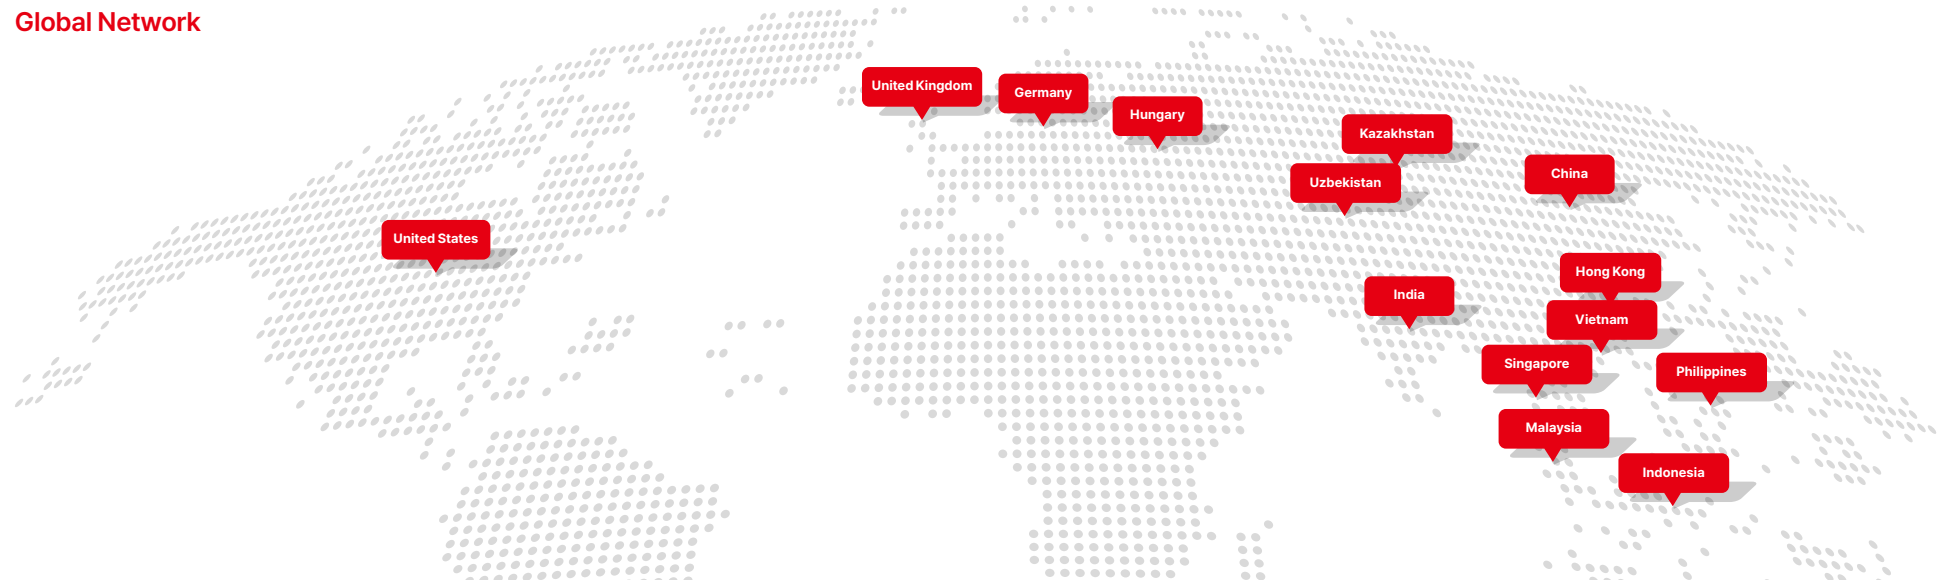 Global Network
United Kingdom
Germany
Hungary
Kazakhstan
China
Uzbekistan
United States
Hong Kong
India
Vietnam
Singapore
Philippines
Malaysia
Indonesia